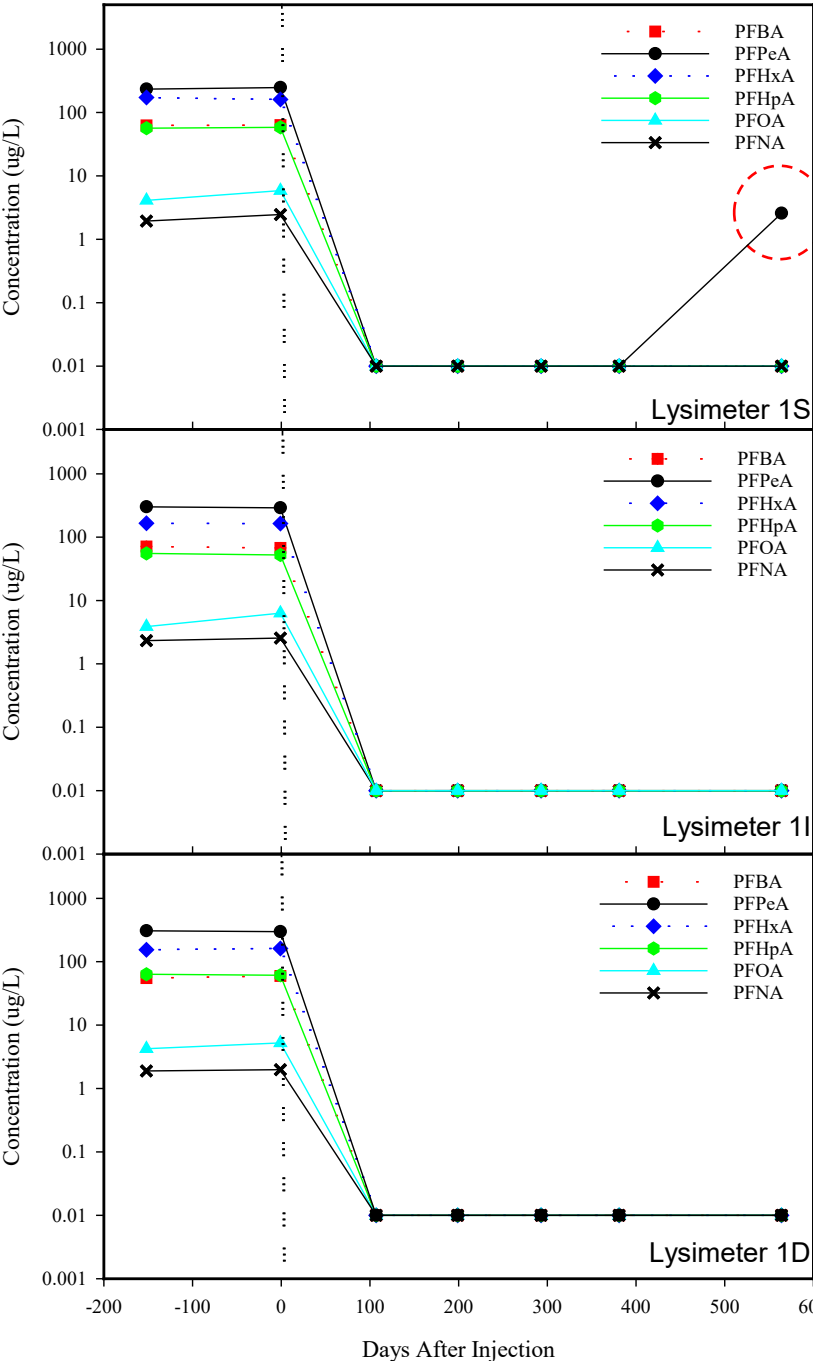 1000
100
10
1
0.1
0.01
0.001
Concentration (ug/L)
PFBA
PFPeA
PFHxA
PFHpA
PFOA
PFNA
Lysimeter 1S
1000
100
10
1
0.1
0.01
0.001
Concentration (ug/L)
PFBA
PFPeA
PFHxA
PFHpA
PFOA
PFNA
Lysimeter 1I
1000
100
10
1
0.1
0.01
0.001
Concentration (ug/L)
PFBA
PFPeA
PFHxA
PFHpA
PFOA
PFNA
Lysimeter 1D
-200 -100 0 100 200 300 400 500
Days After Injection